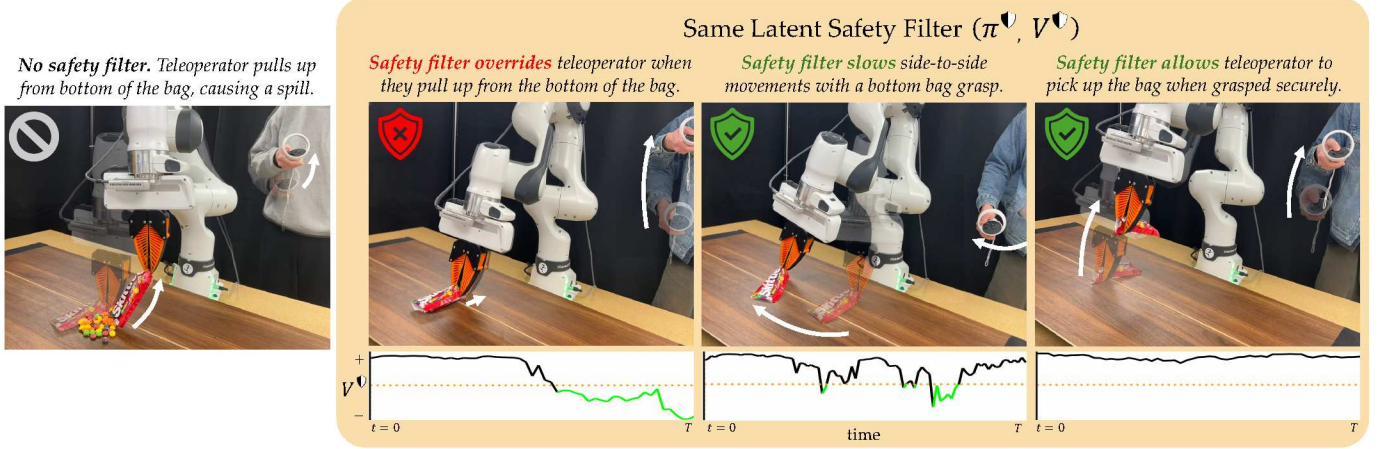 Same Latent Safety Filter (π, V)
No safety filter. Teleoperator pulls up
from bottom of the bag, causing a spill.
Safety filter overrides teleoperator when
they pull up from the bottom of the bag.
Safety filter slows side-to-side
movements with a bottom bag grasp.
Safety filter allows teleoperator to
pick up the bag when grasped securely.
Skittles
+
V
−
t = 0
T
t = 0
T
t = 0
T
time